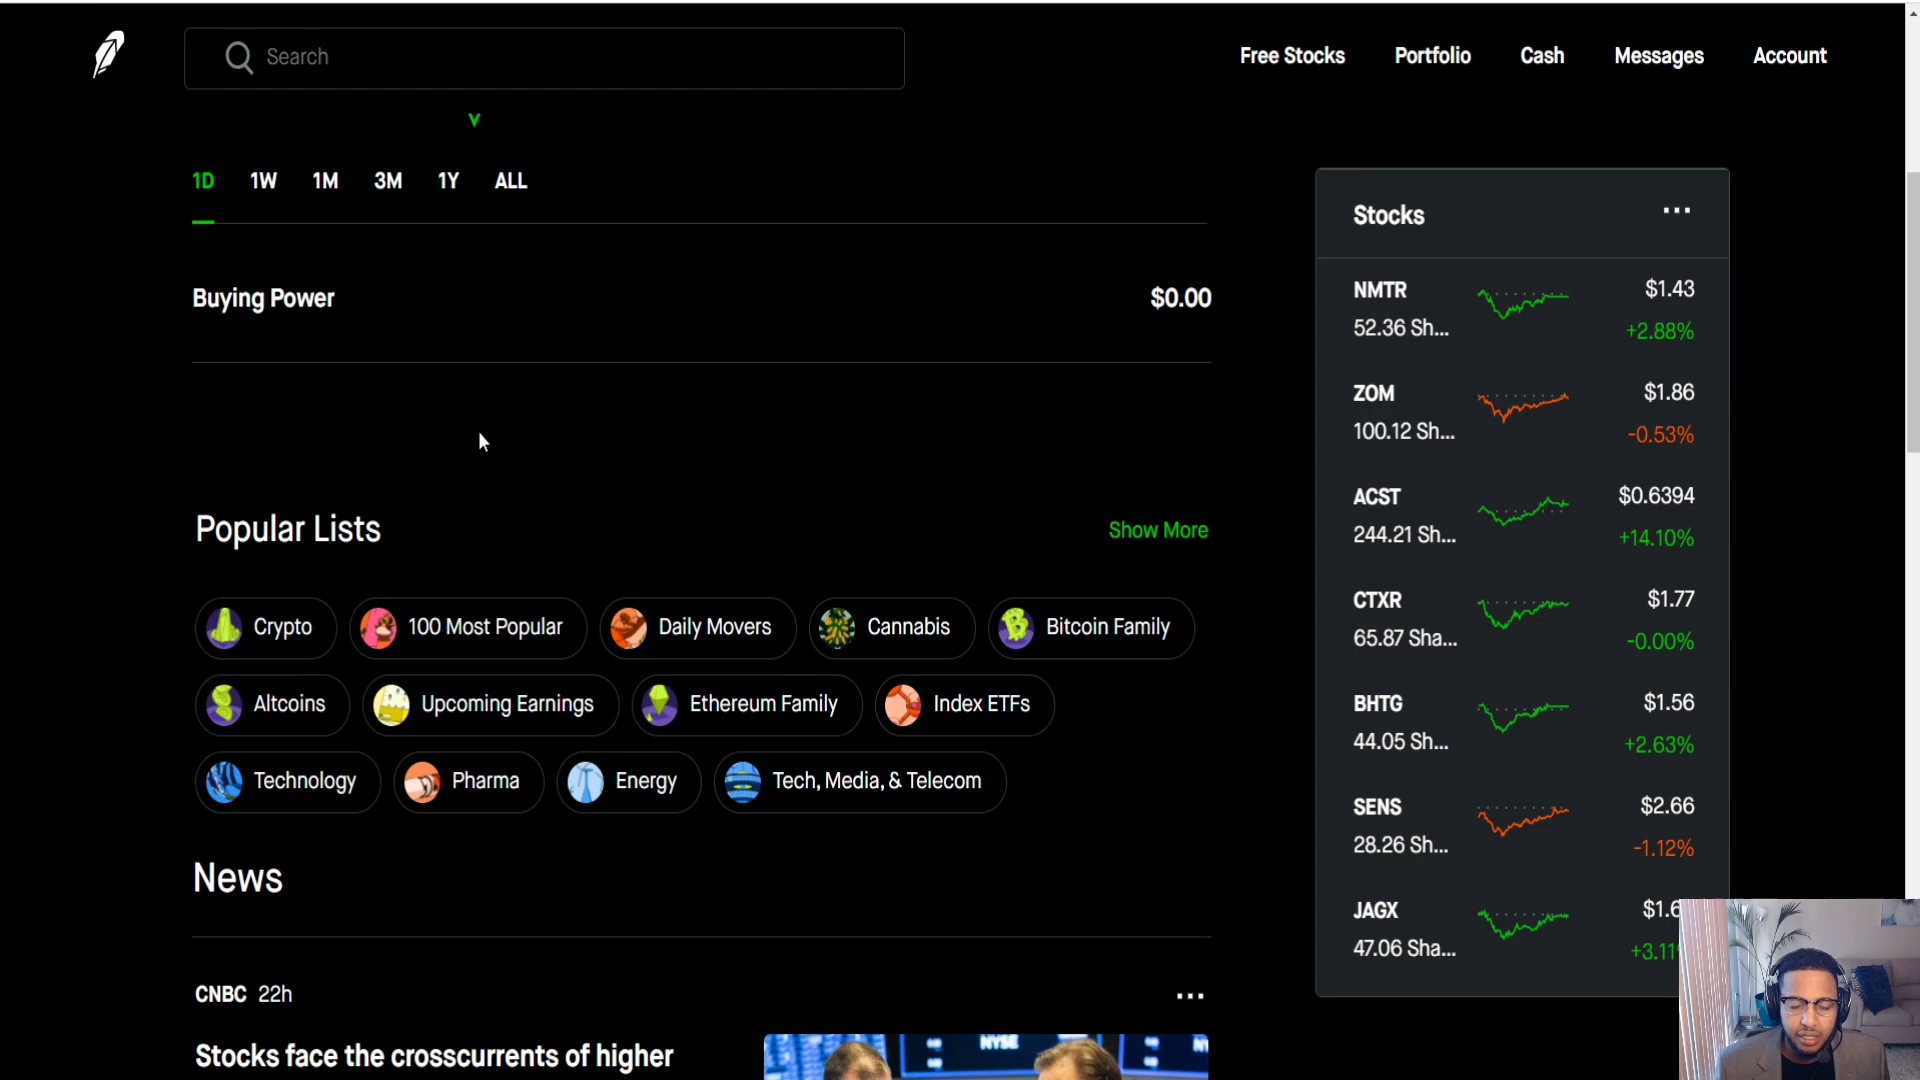 Search
Free Stocks
Portfolio
Cash
Messages
Account
1D 1W 1M 3M 1Y ALL
Buying Power
$0.00
Popular Lists
Show More
Crypto
100 Most Popular
Daily Movers
Cannabis
Bitcoin Family
Altcoins
Upcoming Earnings
Ethereum Family
Index ETFs
Technology
Pharma
Energy
Tech, Media, & Telecom
News
CNBC 22h
Stocks face the crosscurrents of higher
NYSE
Stocks
NMTR
$1.43
52.36 Sh...
+2.88%
ZOM
$1.86
100.12 Sh...
-0.53%
ACST
$0.6394
244.21 Sh...
+14.10%
CTXR
$1.77
65.87 Sha...
-0.00%
BHTG
$1.56
44.05 Sh...
+2.63%
SENS
$2.66
28.26 Sh...
-1.12%
JAGX
$1.6
47.06 Sha...
+3.11